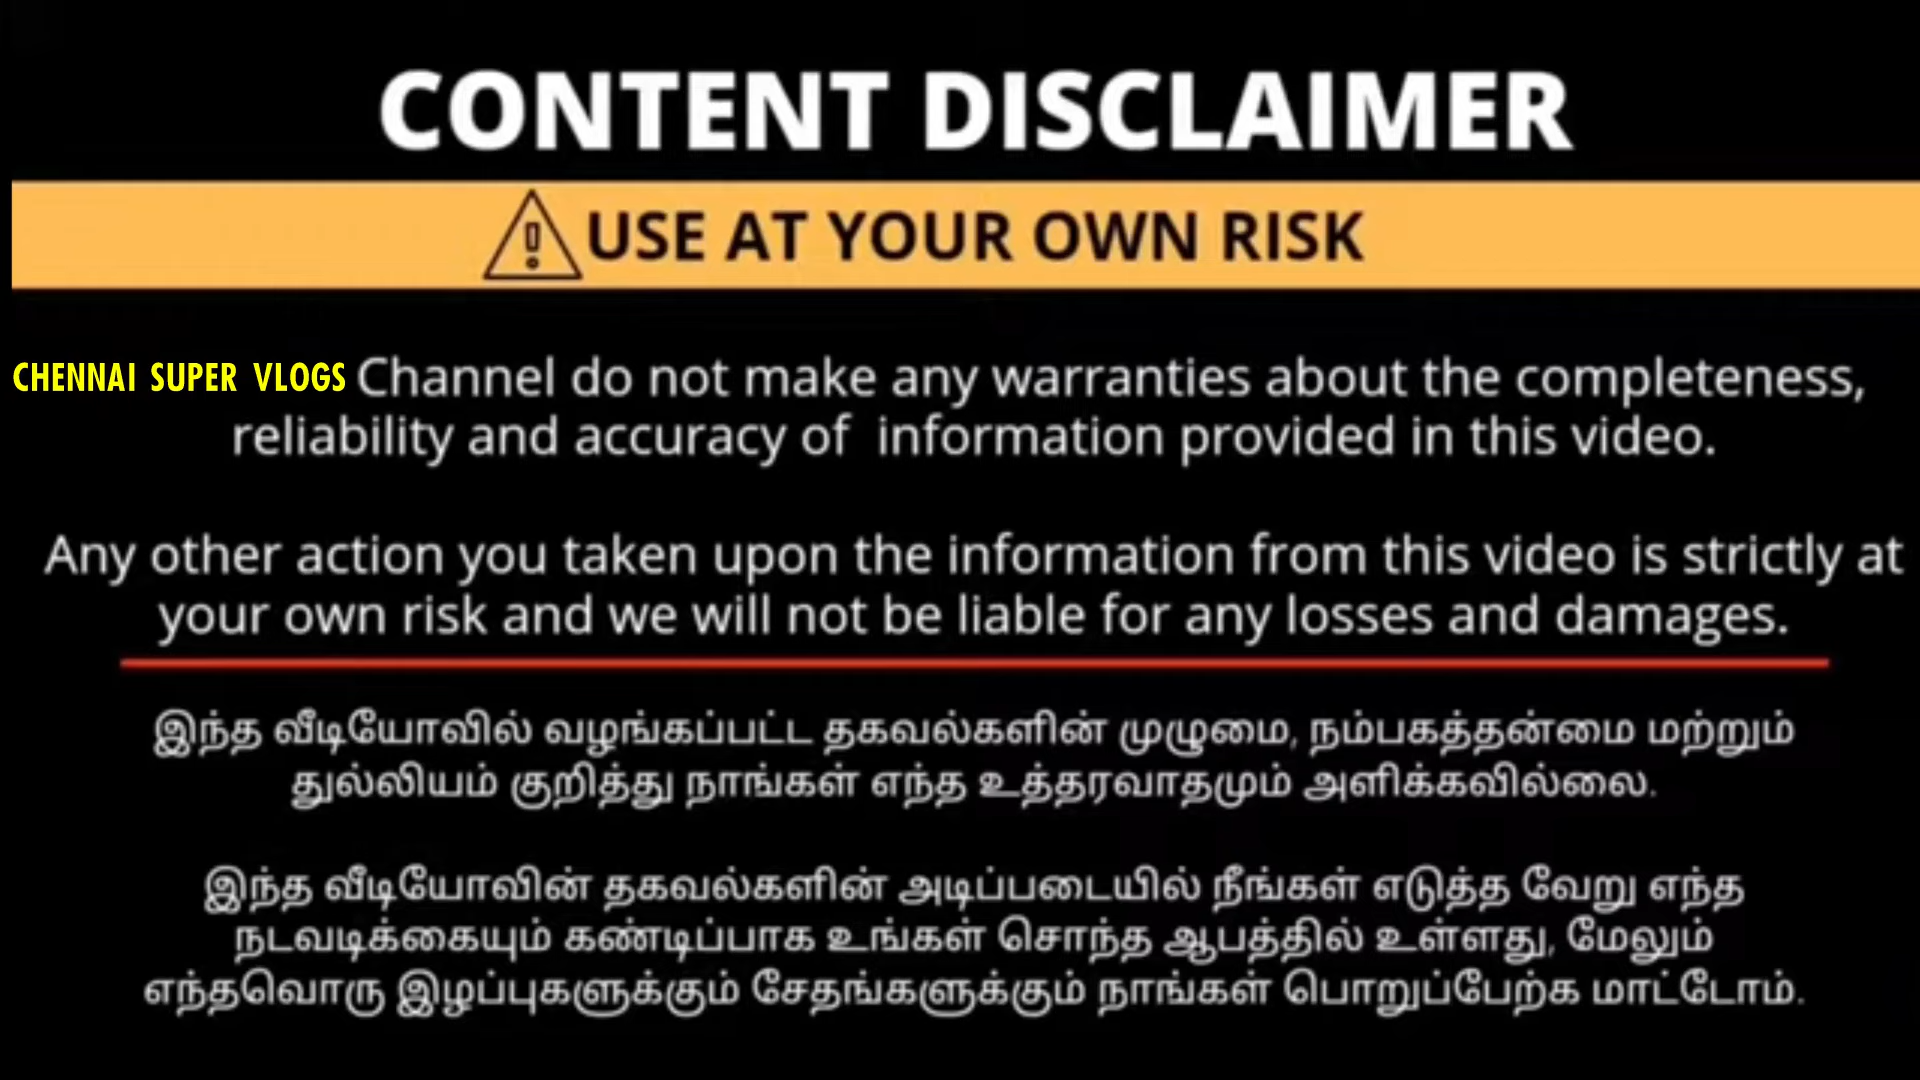 CONTENT DISCLAIMER
USE AT YOUR OWN RISK
CHENNAI SUPER VLOGS Channel do not make any warranties about the completeness,
reliability and accuracy of information provided in this video.
Any other action you taken upon the information from this video is strictly at
your own risk and we will not be liable for any losses and damages.
இந்த வீடியோவில் வழங்கப்பட்ட தகவல்களின் முழுமை, நம்பகத்தன்மை மற்றும்
துல்லியம் குறித்து நாங்கள் எந்த உத்தரவாதமும் அளிக்கவில்லை.
இந்த வீடியோவின் தகவல்களின் அடிப்படையில் நீங்கள் எடுத்த வேறு எந்த
நடவடிக்கையும் கண்டிப்பாக உங்கள் சொந்த ஆபத்தில் உள்ளது, மேலும்
எந்தவொரு இழப்புகளுக்கும் சேதங்களுக்கும் நாங்கள் பொறுப்பேற்க மாட்டோம்.